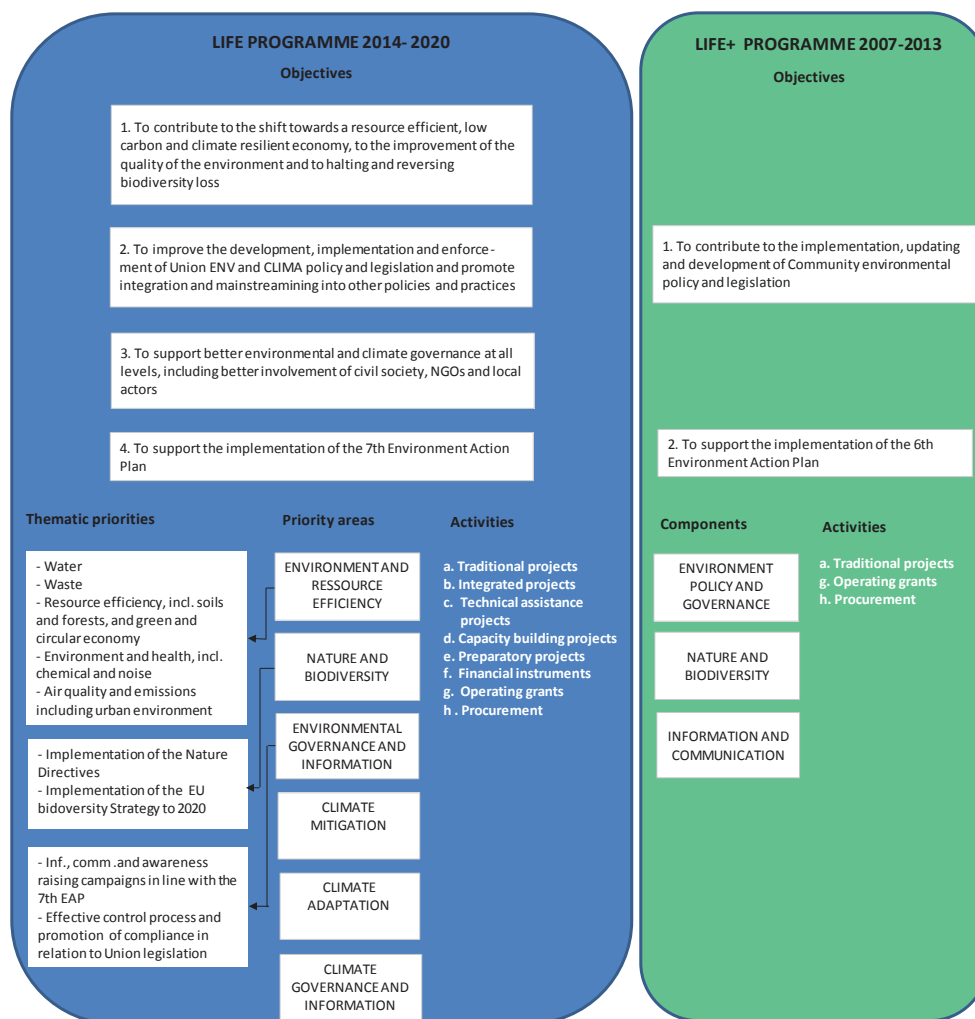 LIFE PROGRAMME 2014- 2020
Objectives
1. To contribute to the shift towards a resource efficient, low
carbon and climate resilient economy, to the improvement of the
quality of the environment and to halting and reversing
biodiversity loss
2. To improve the development, implementation and enforce-
ment of Union ENV and CLIMA policy and legislation and promote
integration and mainstreamining into other policies and practices
3. To support better environmental and climate governance at all
levels, including better involvement of civil society, NGOs and local
actors
4. To support the implementation of the 7th Environment Action
Plan
Thematic priorities
- Water
- Waste
- Resource efficiency, incl. soils
and forests, and green and
circular economy
- Environment and health, incl.
chemical and noise
- Air quality and emissions
including urban environment
- Implementation of the Nature
Directives
- Implementation of the EU
bidoversity Strategy to 2020
- Inf., comm .and awareness
raising campaigns in line with the
7th EAP
- Effective control process and
promotion of compliance in
relation to Union legislation
Priority areas
ENVIRONMENT AND
RESSOURCE
EFFICIENCY
NATURE AND
BIODIVERSITY
ENVIRONMENTAL
GOVERNANCE AND
INFORMATION
CLIMATE
MITIGATION
CLIMATE
ADAPTATION
CLIMATE
GOVERNANCE AND
INFORMATION
Activities
a. Traditional projects
b. Integrated projects
c. Technical assistance
projects
d. Capacity building projects
e. Preparatory projects
f. Financial instruments
g. Operating grants
h . Procurement
LIFE+ PROGRAMME 2007-2013
Objectives
1. To contribute to the implementation, updating
and development of Community environmental
policy and legislation
2. To support the implementation of the 6th
Environment Action Plan
Components
ENVIRONMENT
POLICY AND
GOVERNANCE
NATURE AND
BIODIVERSITY
INFORMATION AND
COMMUNICATION
Activities
a. Traditional projects
g. Operating grants
h. Procurement